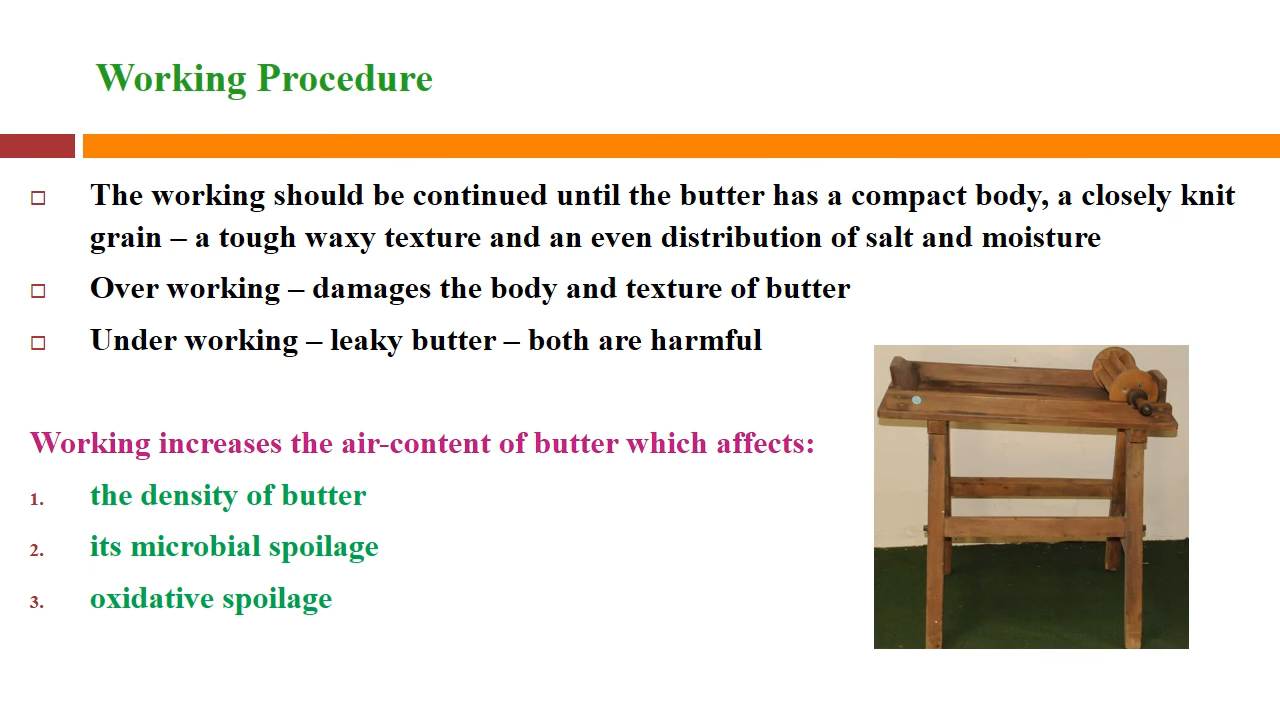 Working Procedure
The working should be continued until the butter has a compact body, a closely knit
grain – a tough waxy texture and an even distribution of salt and moisture
Over working – damages the body and texture of butter
Under working – leaky butter – both are harmful
Working increases the air-content of butter which affects:
1. the density of butter
2. its microbial spoilage
3. oxidative spoilage